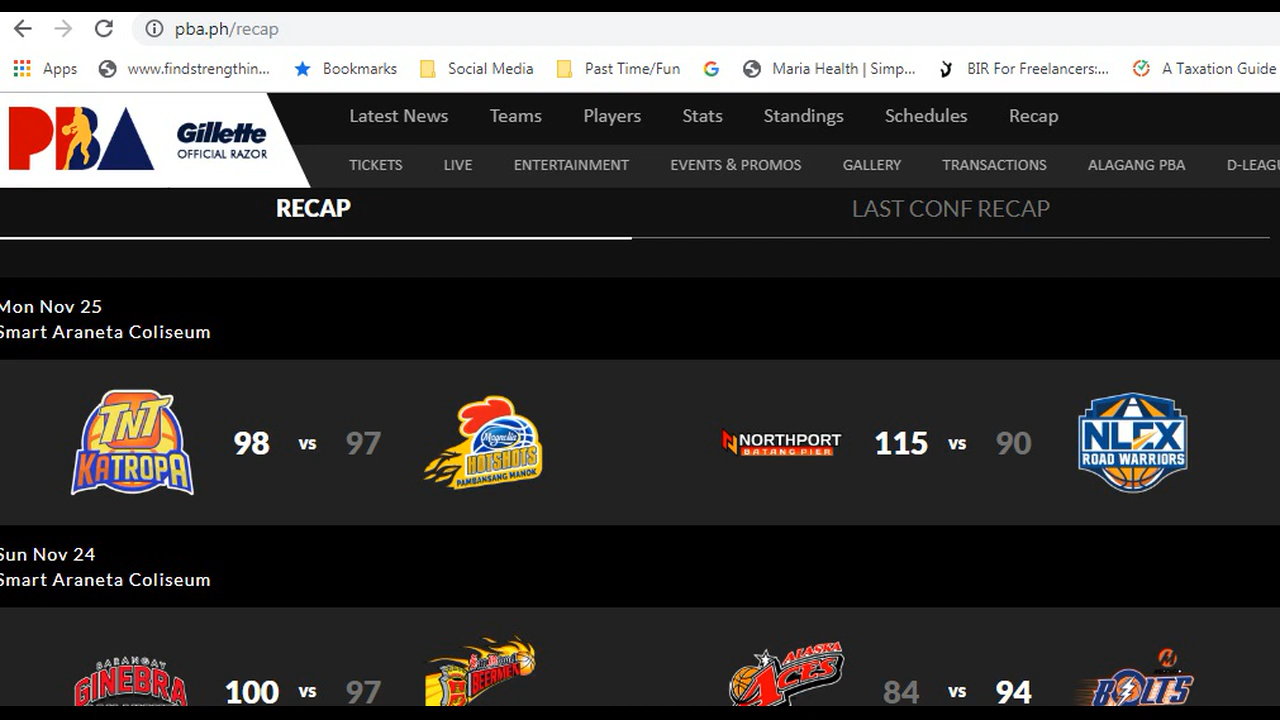 pba.ph/recap
Apps www.findstrengthin... Bookmarks Social Media Past Time/Fun Maria Health | Simp... BIR For Freelancers:... A Taxation Guide
PBA Gillette OFFICIAL RAZOR
Latest News Teams Players Stats Standings Schedules Recap
TICKETS LIVE ENTERTAINMENT EVENTS & PROMOS GALLERY TRANSACTIONS ALAGANG PBA D-LEAGU
RECAP LAST CONF RECAP
Mon Nov 25
Smart Araneta Coliseum
TNT KATROPA 98 vs 97 Magnolia HOTSHOTS PAMBANSANG MANOK
NORTHPORT BATANG PIER 115 vs 90 NLEX ROAD WARRIORS
Sun Nov 24
Smart Araneta Coliseum
BARANGAY GINEBRA 100 vs 97 San Miguel BEERMEN
ALASKA ACES 84 vs 94 M BOLTS